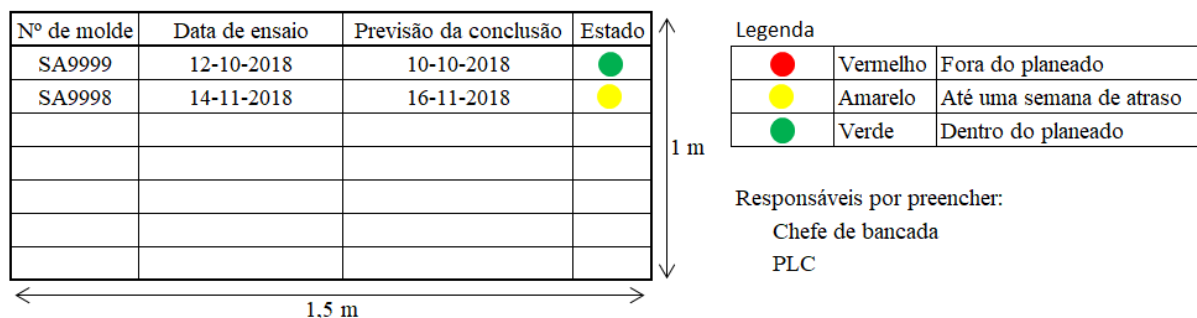 Nº de molde Data de ensaio Previsão da conclusão Estado
SA9999 12-10-2018 10-10-2018
SA9998 14-11-2018 16-11-2018
1 m
1,5 m
Legenda
Vermelho Fora do planeado
Amarelo Até uma semana de atraso
Verde Dentro do planeado
Responsáveis por preencher:
Chefe de bancada
PLC